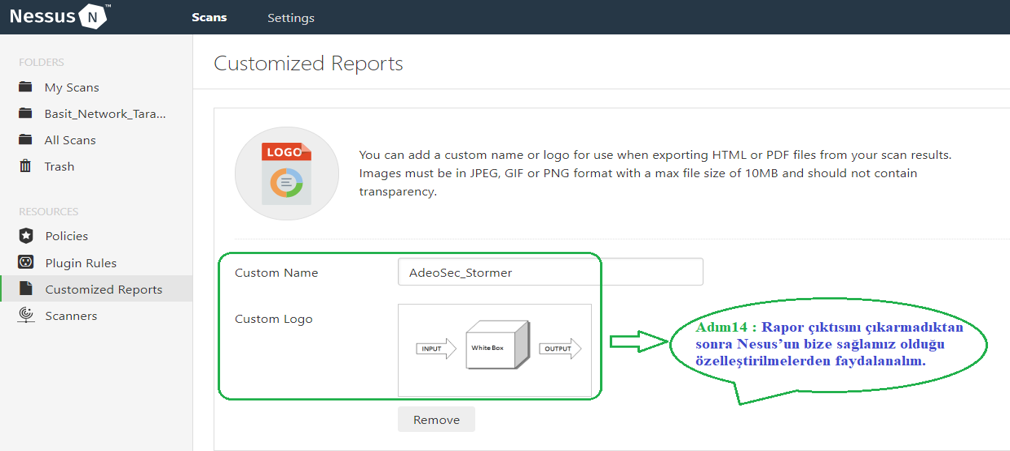 Nessus N ™
Scans
Settings
FOLDERS
My Scans
Basit_Network_Tara...
All Scans
Trash
RESOURCES
Policies
Plugin Rules
Customized Reports
Scanners
Customized Reports
LOGO
You can add a custom name or logo for use when exporting HTML or PDF files from your scan results.
Images must be in JPEG, GIF or PNG format with a max file size of 10MB and should not contain
transparency.
Custom Name
AdeoSec_Stormer
Custom Logo
INPUT
White Box
OUTPUT
Remove
Adım14 : Rapor çıktısını çıkarmadıktan
sonra Nesus’un bize sağlamız olduğu
özelleştirilmelerden faydalanalım.